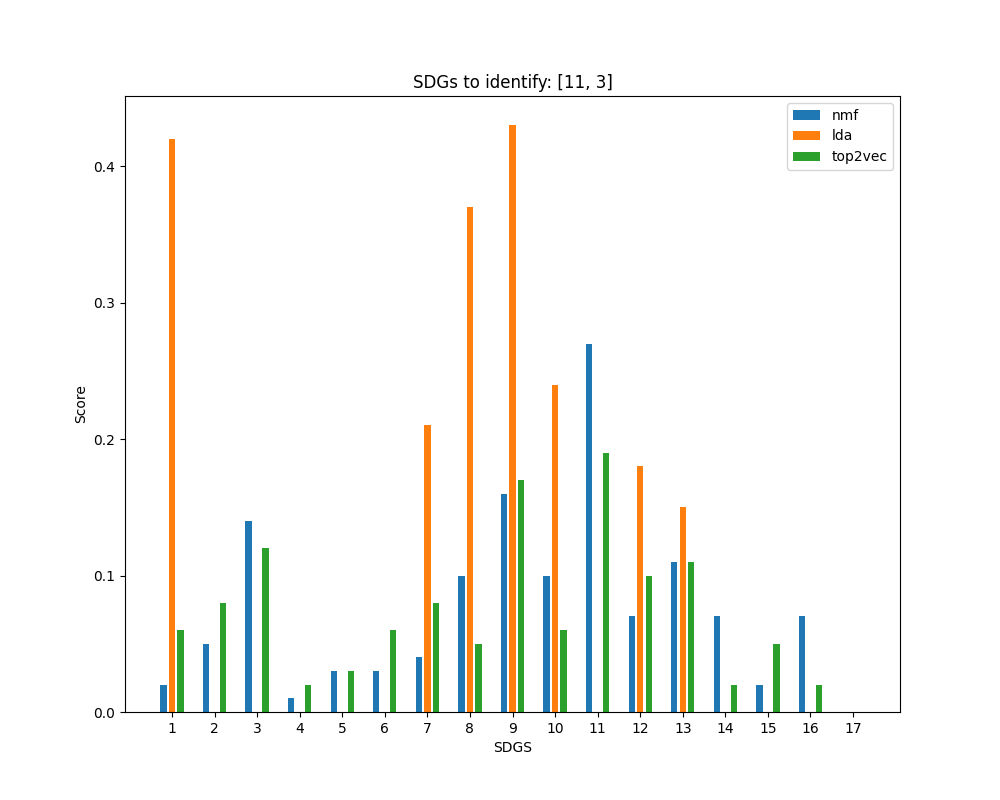 SDGs to identify: [11, 3]
nmf
lda
top2vec
0.4
0.3
0.2
0.1
0.0
Score
1 2 3 4 5 6 7 8 9 10 11 12 13 14 15 16 17
SDGS